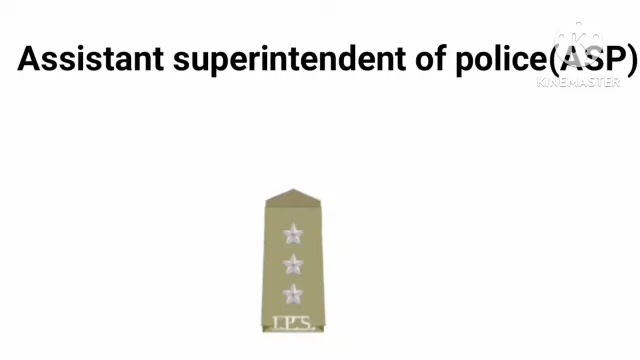 Assistant superintendent of police(ASP)
KINEMASTER
I.P.S.